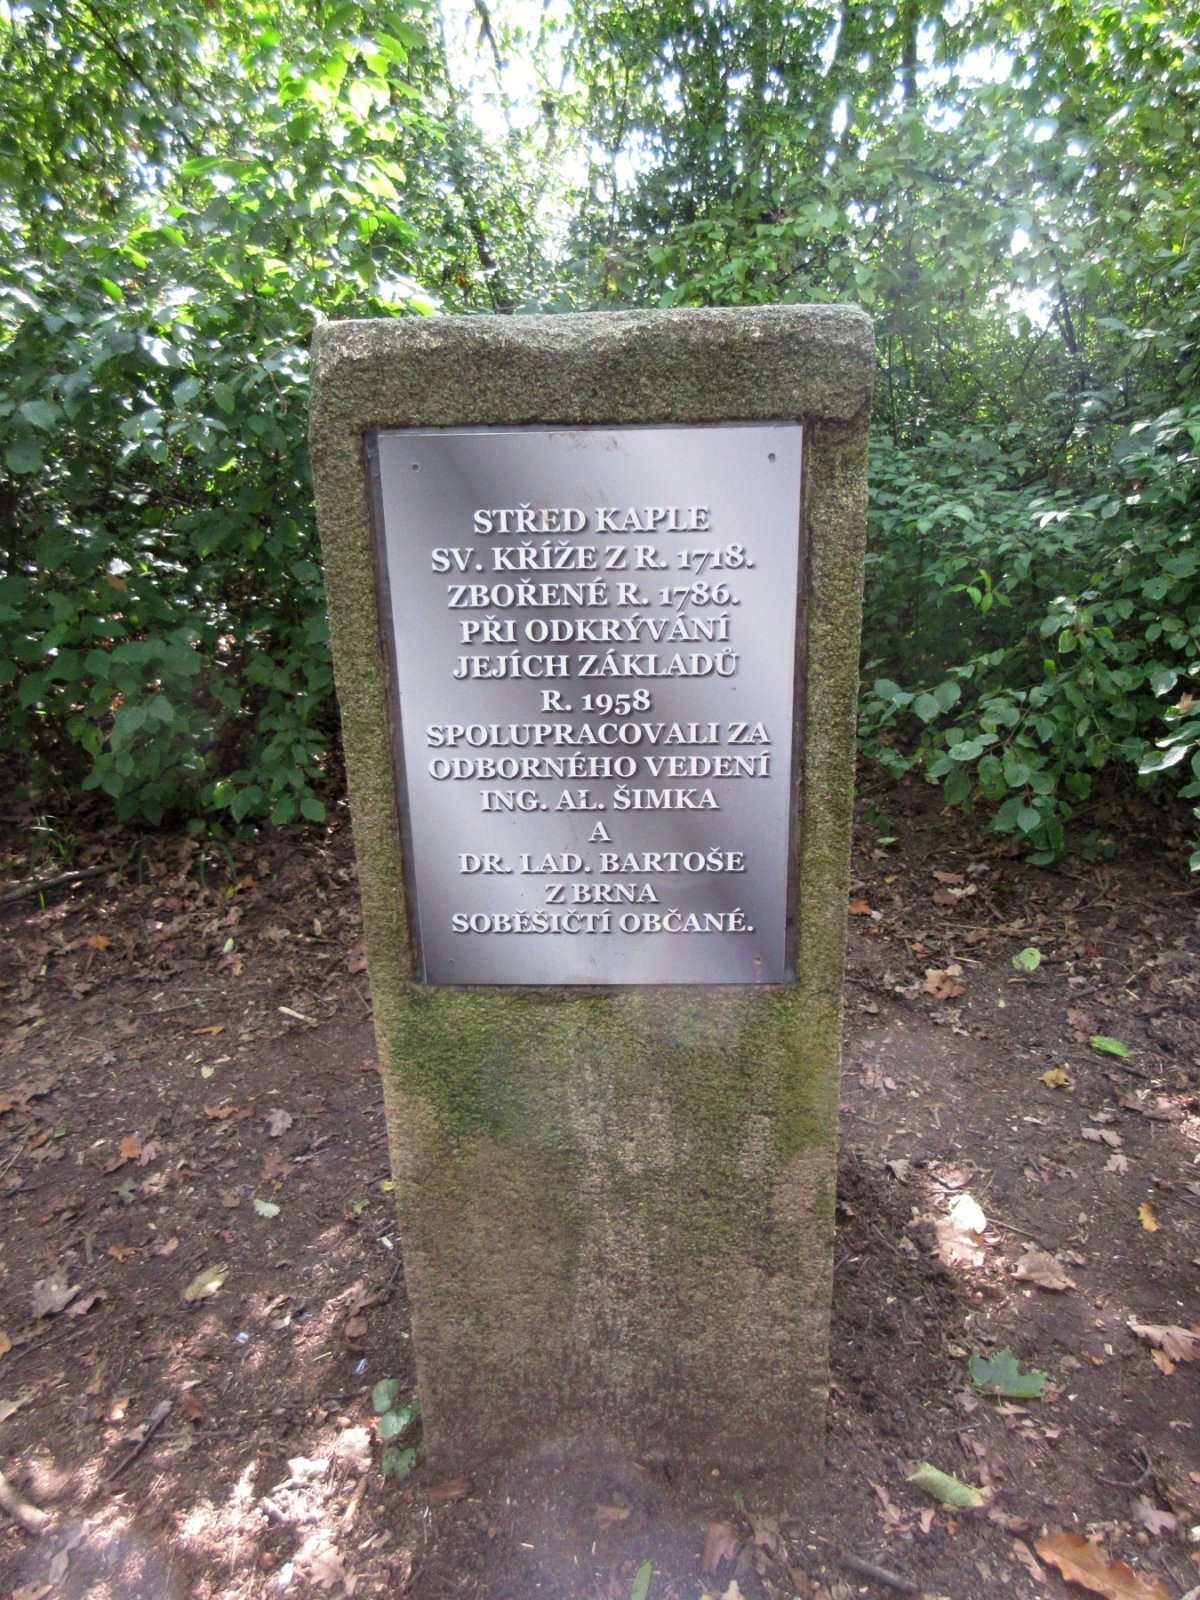 STŘED KAPLE
SV. KŘÍŽE Z R. 1718.
ZBOŘENÉ R. 1786.
PŘI ODKRÝVÁNÍ
JEJÍCH ZÁKLADŮ
R. 1958
SPOLUPRACOVALI ZA
ODBORNÉHO VEDENÍ
ING. AL. ŠIMKA
A
DR. LAD. BARTOŠE
Z BRNA
SOBĚŠIČTÍ OBČANÉ.